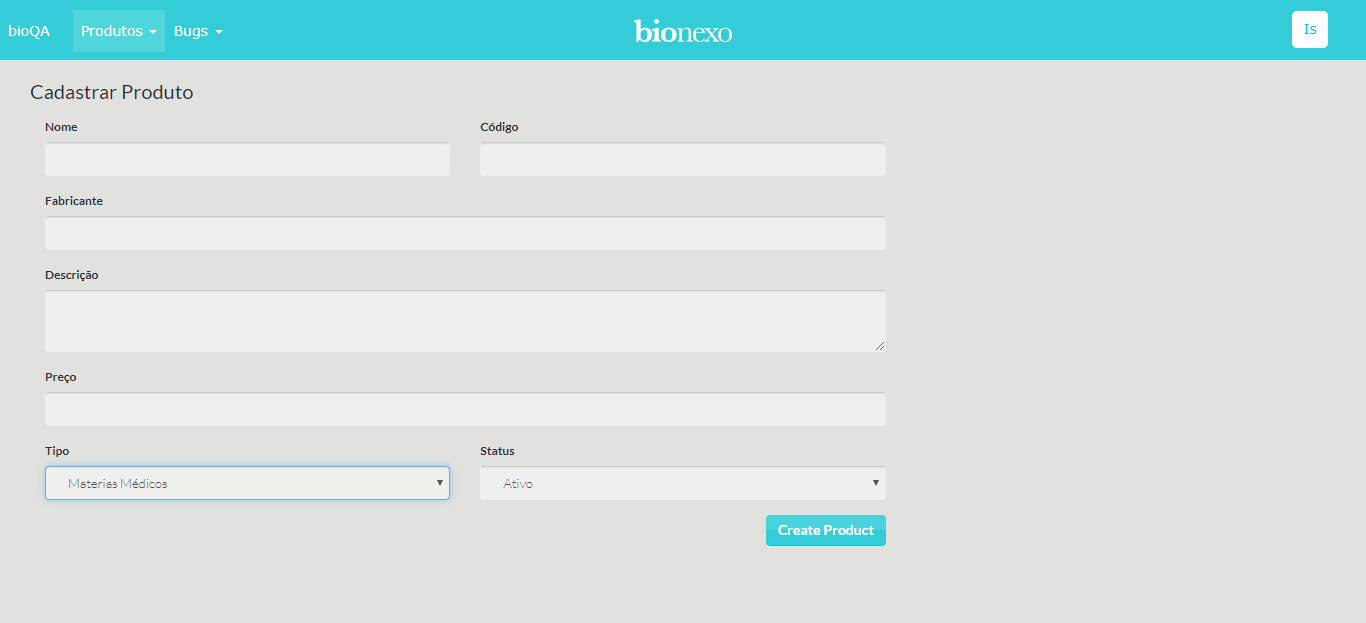 bioQA Produtos Bugs bionexo Is
Cadastrar Produto
Nome Código
Fabricante
Descrição
Preço
Tipo Status
Materias Médicos Ativo
Create Product